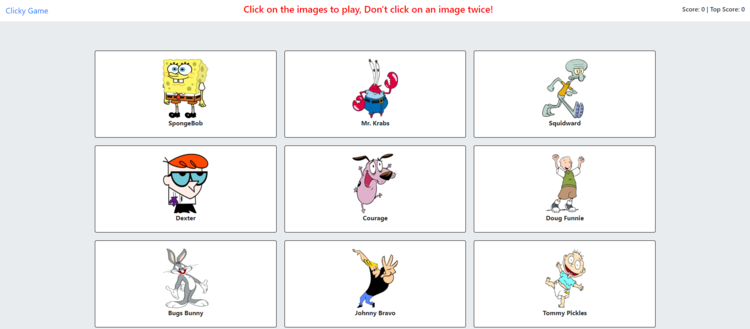 Clicky Game
Click on the images to play, Don't click on an image twice!
Score: 0 | Top Score: 0
SpongeBob
Mr. Krabs
Squidward
Dexter
Courage
Doug Funnie
Bugs Bunny
Johnny Bravo
Tommy Pickles